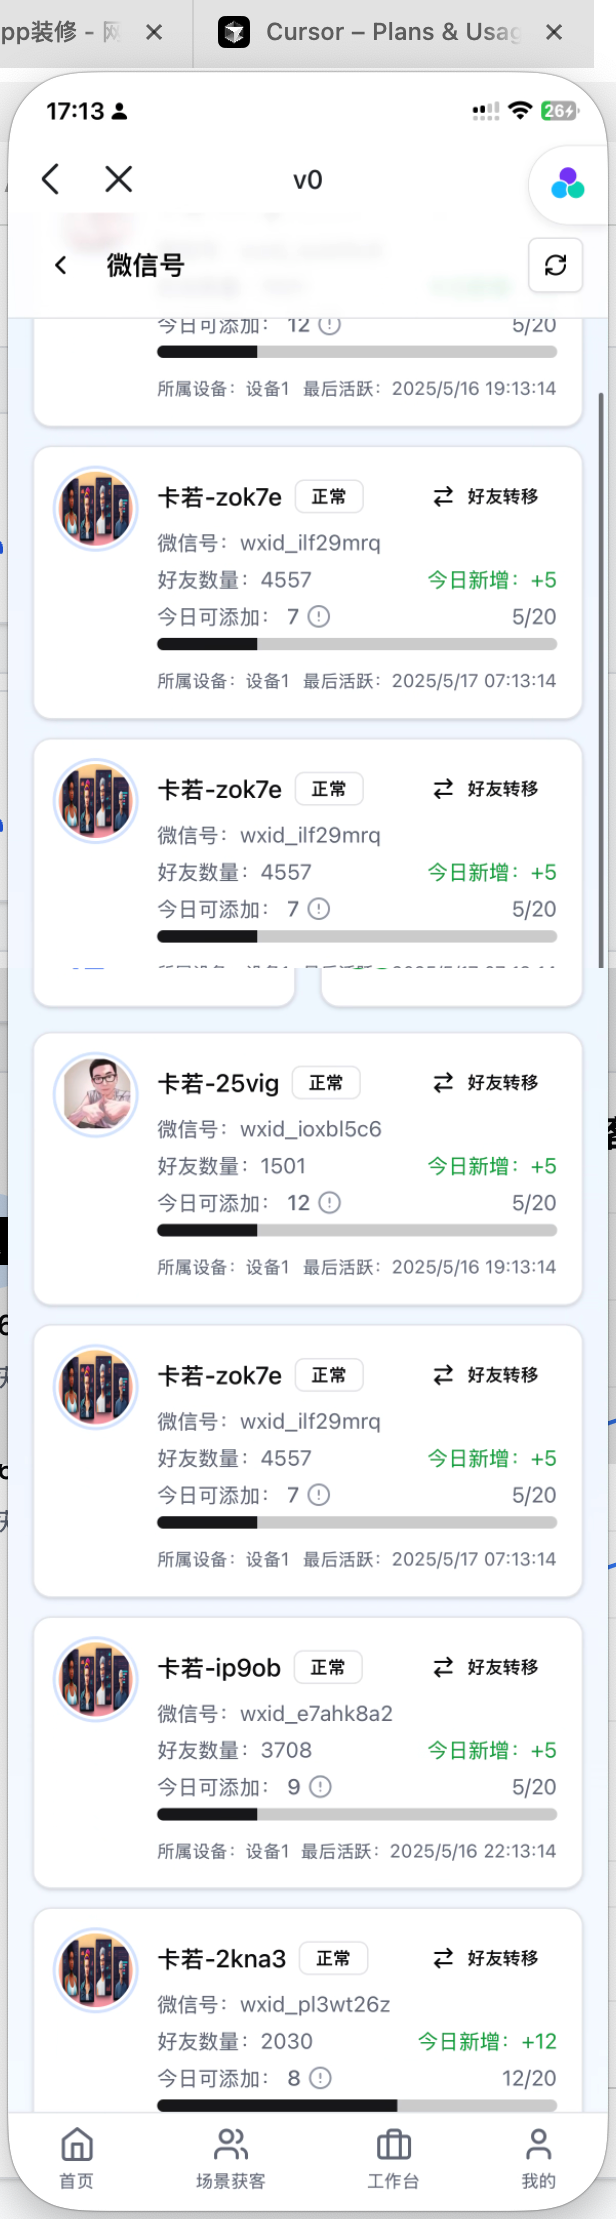 pp装修 - 网
Cursor – Plans & Usag
17:13
26
v0
微信号
今日可添加： 12 5/20
所属设备：设备1 最后活跃：2025/5/16 19:13:14
卡若-zok7e 正常 好友转移
微信号：wxid_ilf29mrq
好友数量：4557 今日新增：+5
今日可添加： 7 5/20
所属设备：设备1 最后活跃：2025/5/17 07:13:14
卡若-zok7e 正常 好友转移
微信号：wxid_ilf29mrq
好友数量：4557 今日新增：+5
今日可添加： 7 5/20
卡若-25vig 正常 好友转移
微信号：wxid_ioxbl5c6
好友数量：1501 今日新增：+5
今日可添加： 12 5/20
所属设备：设备1 最后活跃：2025/5/16 19:13:14
卡若-zok7e 正常 好友转移
微信号：wxid_ilf29mrq
好友数量：4557 今日新增：+5
今日可添加： 7 5/20
所属设备：设备1 最后活跃：2025/5/17 07:13:14
卡若-ip9ob 正常 好友转移
微信号：wxid_e7ahk8a2
好友数量：3708 今日新增：+5
今日可添加： 9 5/20
所属设备：设备1 最后活跃：2025/5/16 22:13:14
卡若-2kna3 正常 好友转移
微信号：wxid_pl3wt26z
好友数量：2030 今日新增：+12
今日可添加： 8 12/20
首页 场景获客 工作台 我的